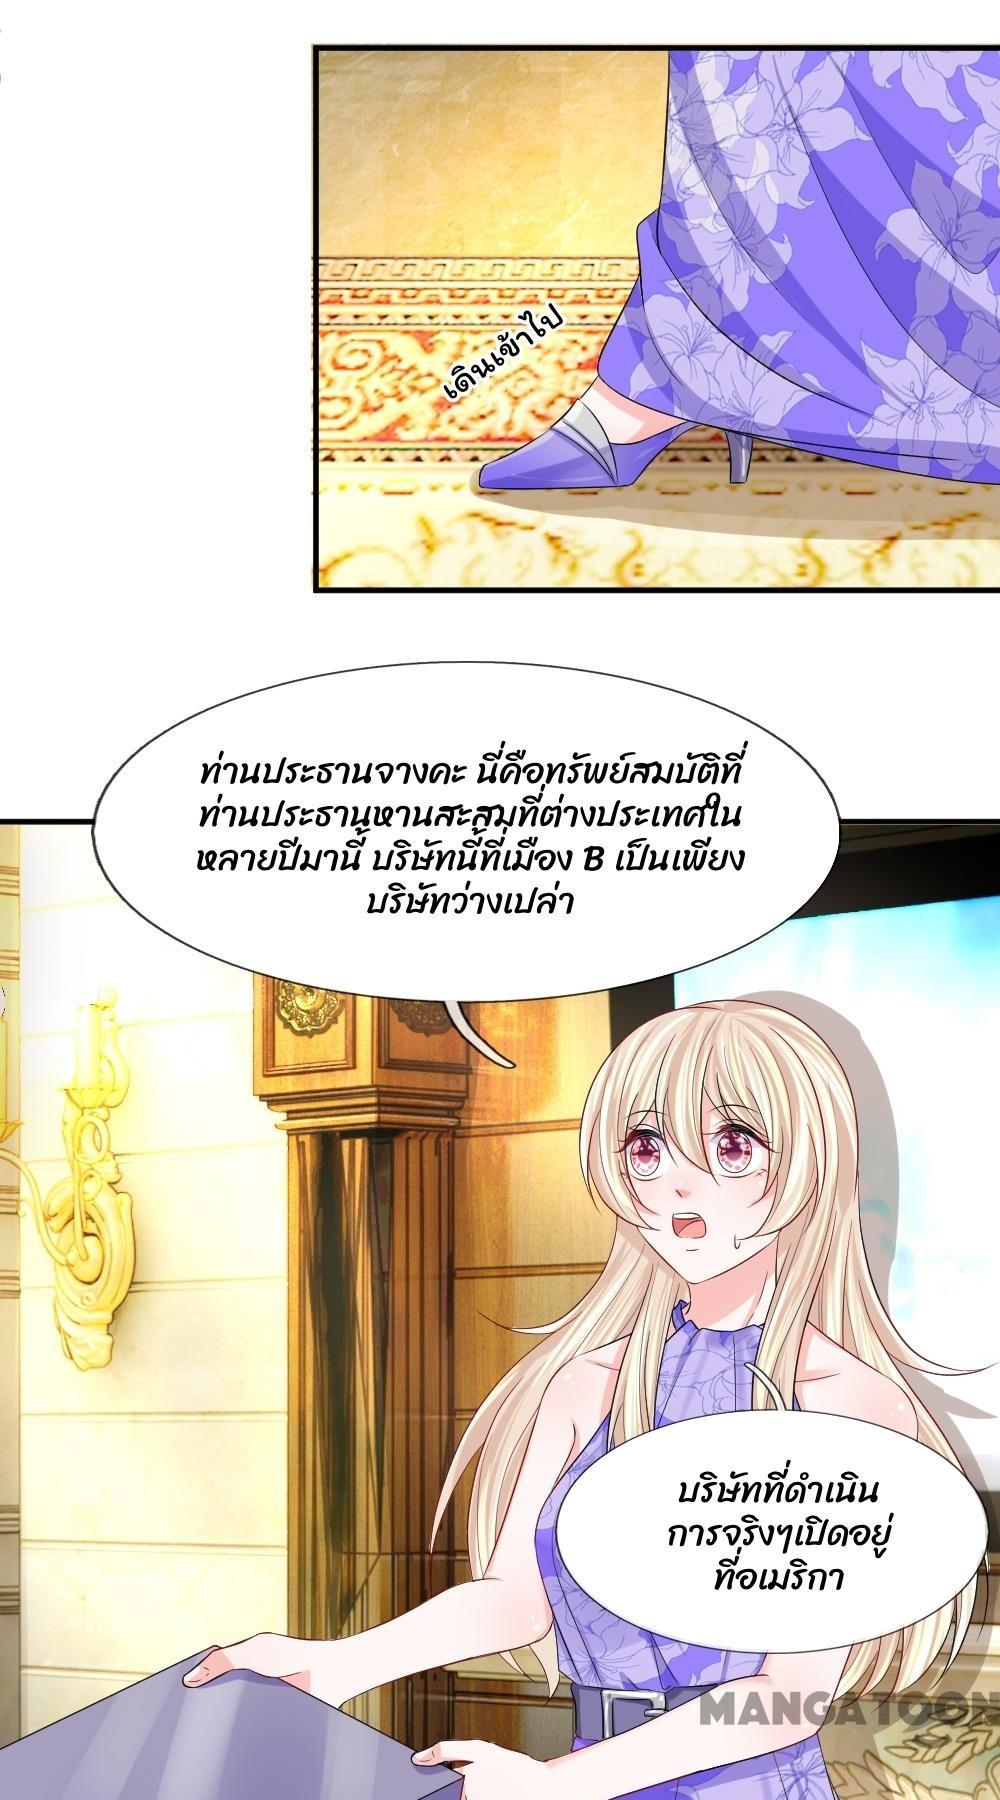 เดินเข้าไป
ท่านประธานจางคะ นี่คือทรัพย์สมบัติที่
ท่านประธานหานสะสมที่ต่างประเทศใน
หลายปีมานี้ บริษัทนี้ที่เมือง B เป็นเพียง
บริษัทว่างเปล่า
บริษัทที่ดำเนิน
การจริงๆเปิดอยู่
ที่อเมริกา
MANGATOON